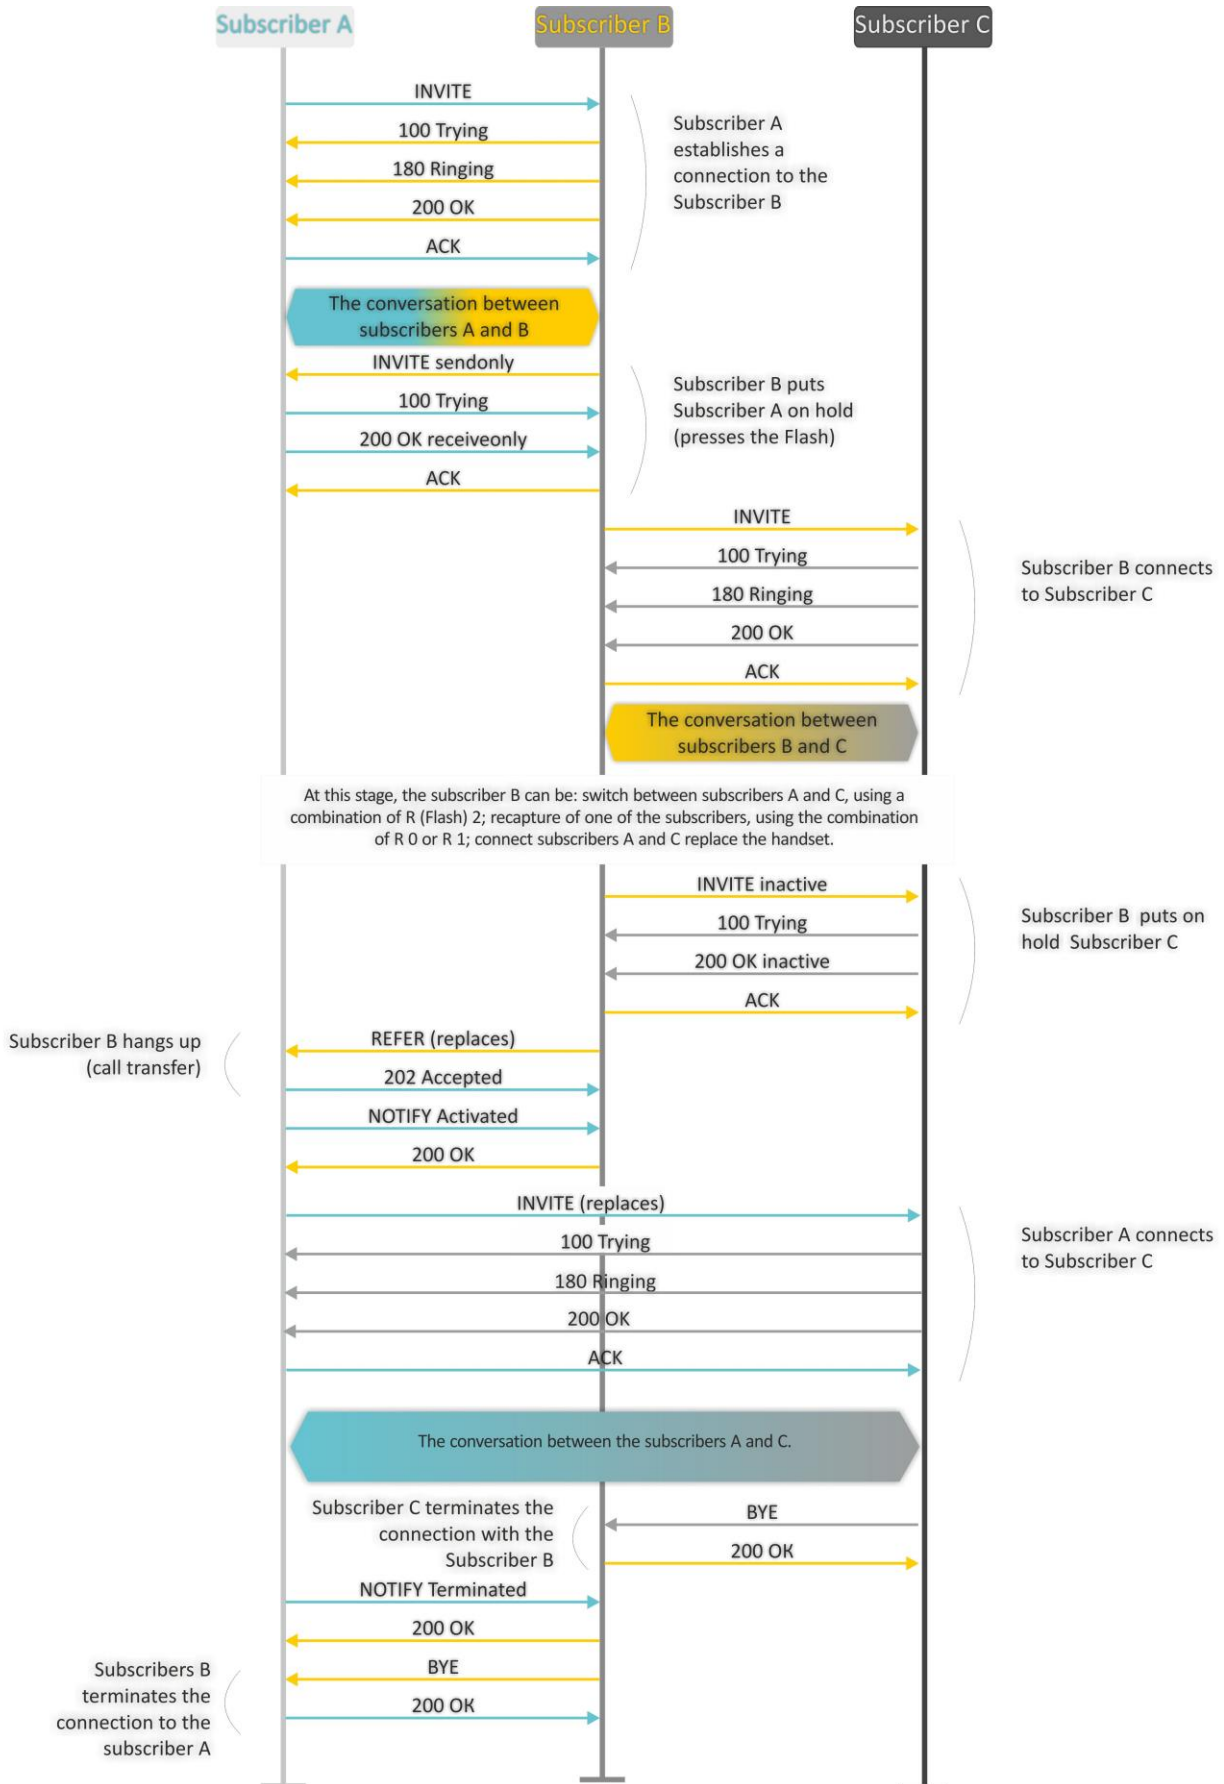 Subscriber A
Subscriber B
Subscriber C
INVITE
100 Trying
180 Ringing
200 OK
ACK
Subscriber A
establishes a
connection to the
Subscriber B
The conversation between
subscribers A and B
INVITE sendonly
100 Trying
200 OK receiveonly
ACK
Subscriber B puts
Subscriber A on hold
(presses the Flash)
INVITE
100 Trying
180 Ringing
200 OK
ACK
Subscriber B connects
to Subscriber C
The conversation between
subscribers B and C
At this stage, the subscriber B can be: switch between subscribers A and C, using a
combination of R (Flash) 2; recapture of one of the subscribers, using the combination
of R 0 or R 1; connect subscribers A and C replace the handset.
INVITE inactive
100 Trying
200 OK inactive
ACK
Subscriber B puts on
hold Subscriber C
Subscriber B hangs up
(call transfer)
REFER (replaces)
202 Accepted
NOTIFY Activated
200 OK
INVITE (replaces)
100 Trying
180 Ringing
200 OK
ACK
Subscriber A connects
to Subscriber C
The conversation between the subscribers A and C.
Subscriber C terminates the
connection with the
Subscriber B
BYE
200 OK
NOTIFY Terminated
200 OK
BYE
200 OK
Subscribers B
terminates the
connection to the
subscriber A